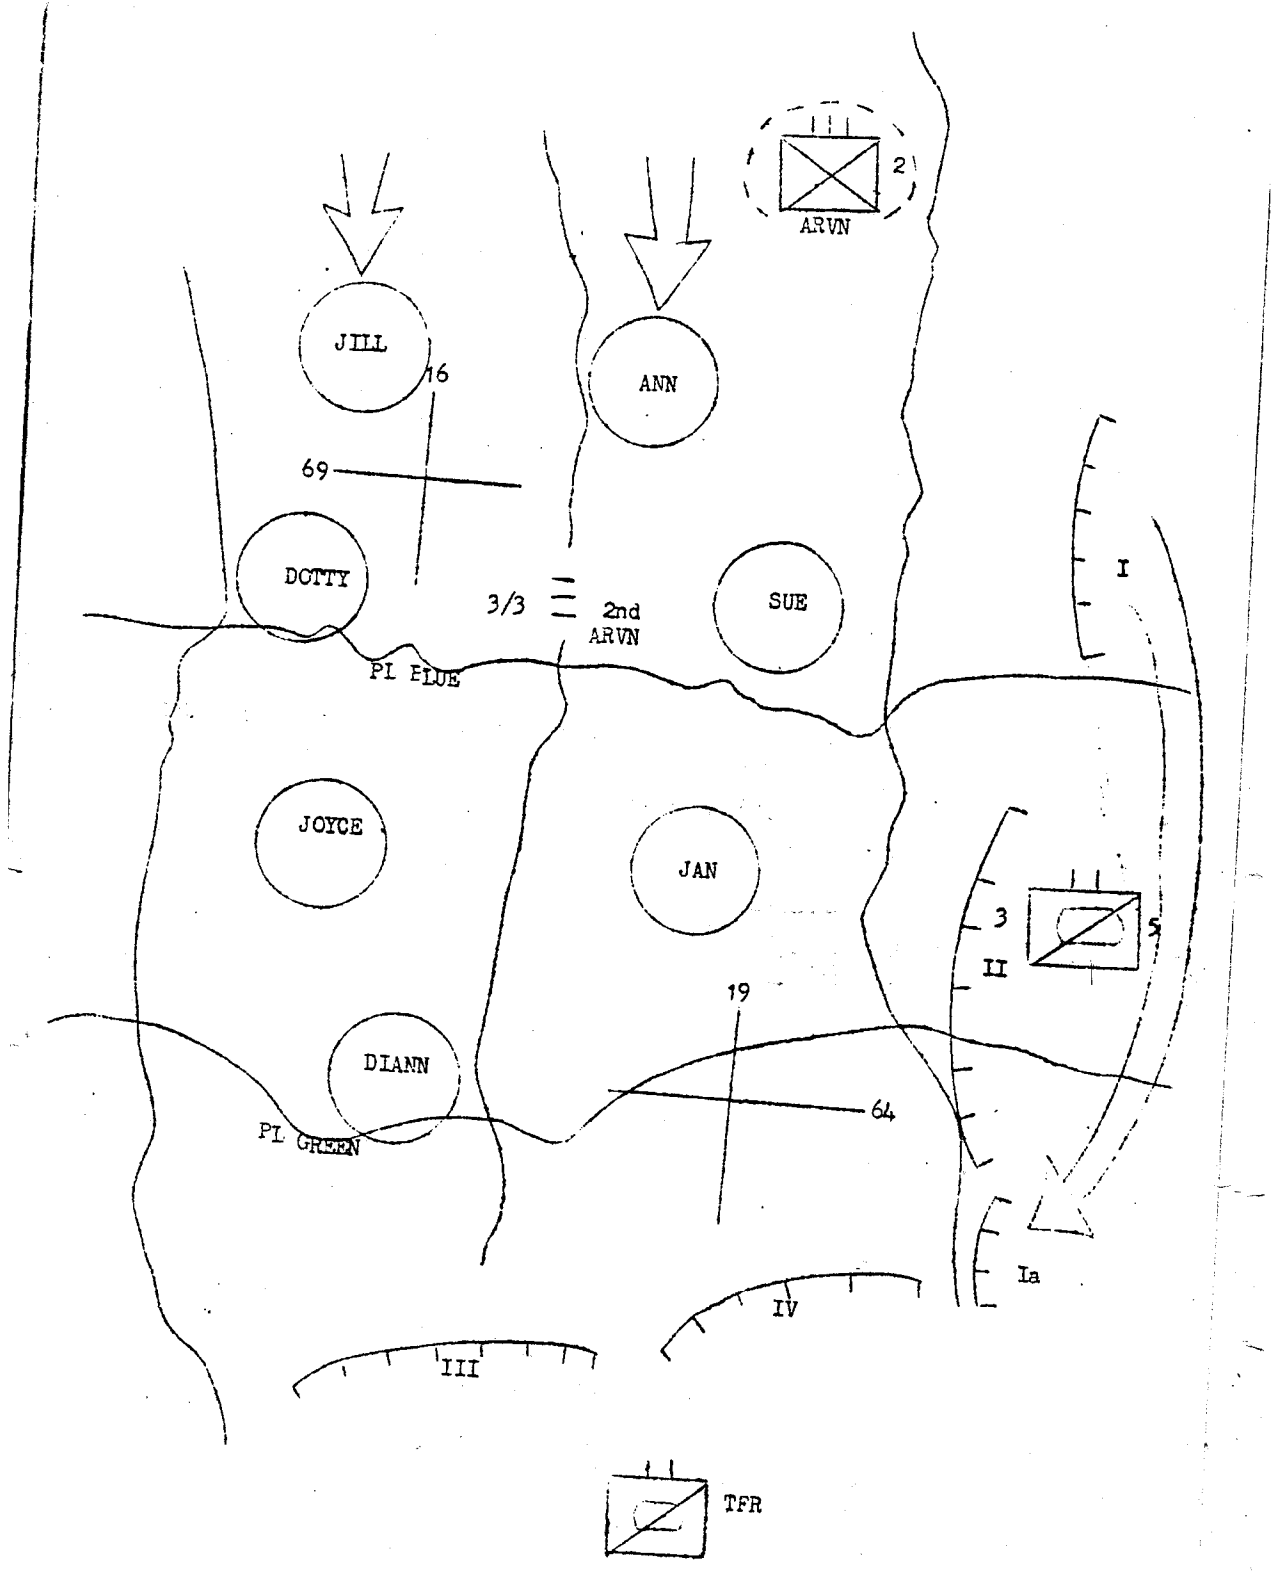 2
ARVN
JILL
16
ANN
69
I
DOTTY
3/3
2nd
ARVN
SUE
PL BLUE
JOYCE
JAN
3
5
II
19
DIANN
64
PL GREEN
Ia
IV
III
TFR